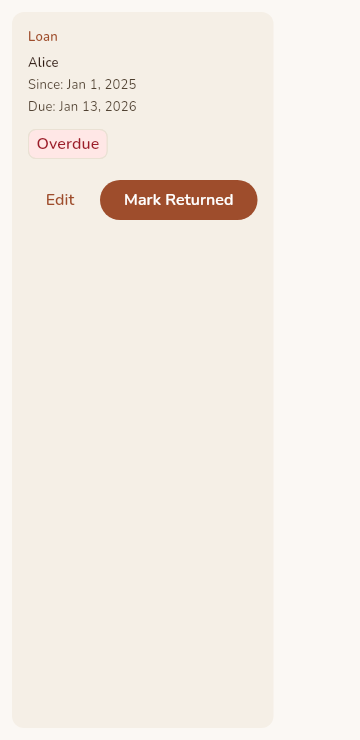 Loan
Alice
Since: Jan 1, 2025
Due: Jan 13, 2026
Overdue
Edit
Mark Returned